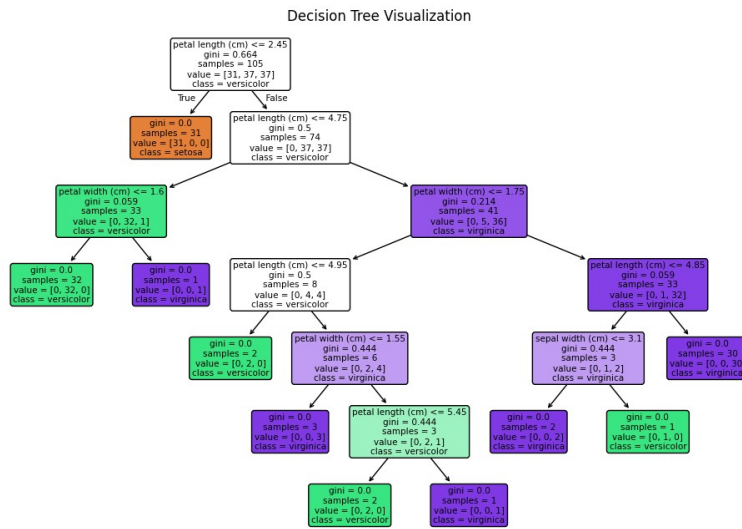 Decision Tree Visualization
petal length (cm) <= 2.45
gini = 0.664
samples = 105
value = [31, 37, 37]
class = versicolor
True
False
gini = 0.0
samples = 31
value = [31, 0, 0]
class = setosa
petal length (cm) <= 4.75
gini = 0.5
samples = 74
value = [0, 37, 37]
class = versicolor
petal width (cm) <= 1.6
gini = 0.059
samples = 33
value = [0, 32, 1]
class = versicolor
petal width (cm) <= 1.75
gini = 0.214
samples = 41
value = [0, 5, 36]
class = virginica
gini = 0.0
samples = 32
value = [0, 32, 0]
class = versicolor
gini = 0.0
samples = 1
value = [0, 0, 1]
class = virginica
petal length (cm) <= 4.95
gini = 0.5
samples = 8
value = [0, 4, 4]
class = versicolor
petal length (cm) <= 4.85
gini = 0.059
samples = 33
value = [0, 1, 32]
class = virginica
gini = 0.0
samples = 2
value = [0, 2, 0]
class = versicolor
petal width (cm) <= 1.55
gini = 0.444
samples = 6
value = [0, 2, 4]
class = virginica
sepal width (cm) <= 3.1
gini = 0.444
samples = 3
value = [0, 1, 2]
class = virginica
gini = 0.0
samples = 30
value = [0, 0, 30]
class = virginica
gini = 0.0
samples = 3
value = [0, 0, 3]
class = virginica
petal length (cm) <= 5.45
gini = 0.444
samples = 3
value = [0, 2, 1]
class = versicolor
gini = 0.0
samples = 2
value = [0, 0, 2]
class = virginica
gini = 0.0
samples = 1
value = [0, 1, 0]
class = versicolor
gini = 0.0
samples = 2
value = [0, 2, 0]
class = versicolor
gini = 0.0
samples = 1
value = [0, 0, 1]
class = virginica